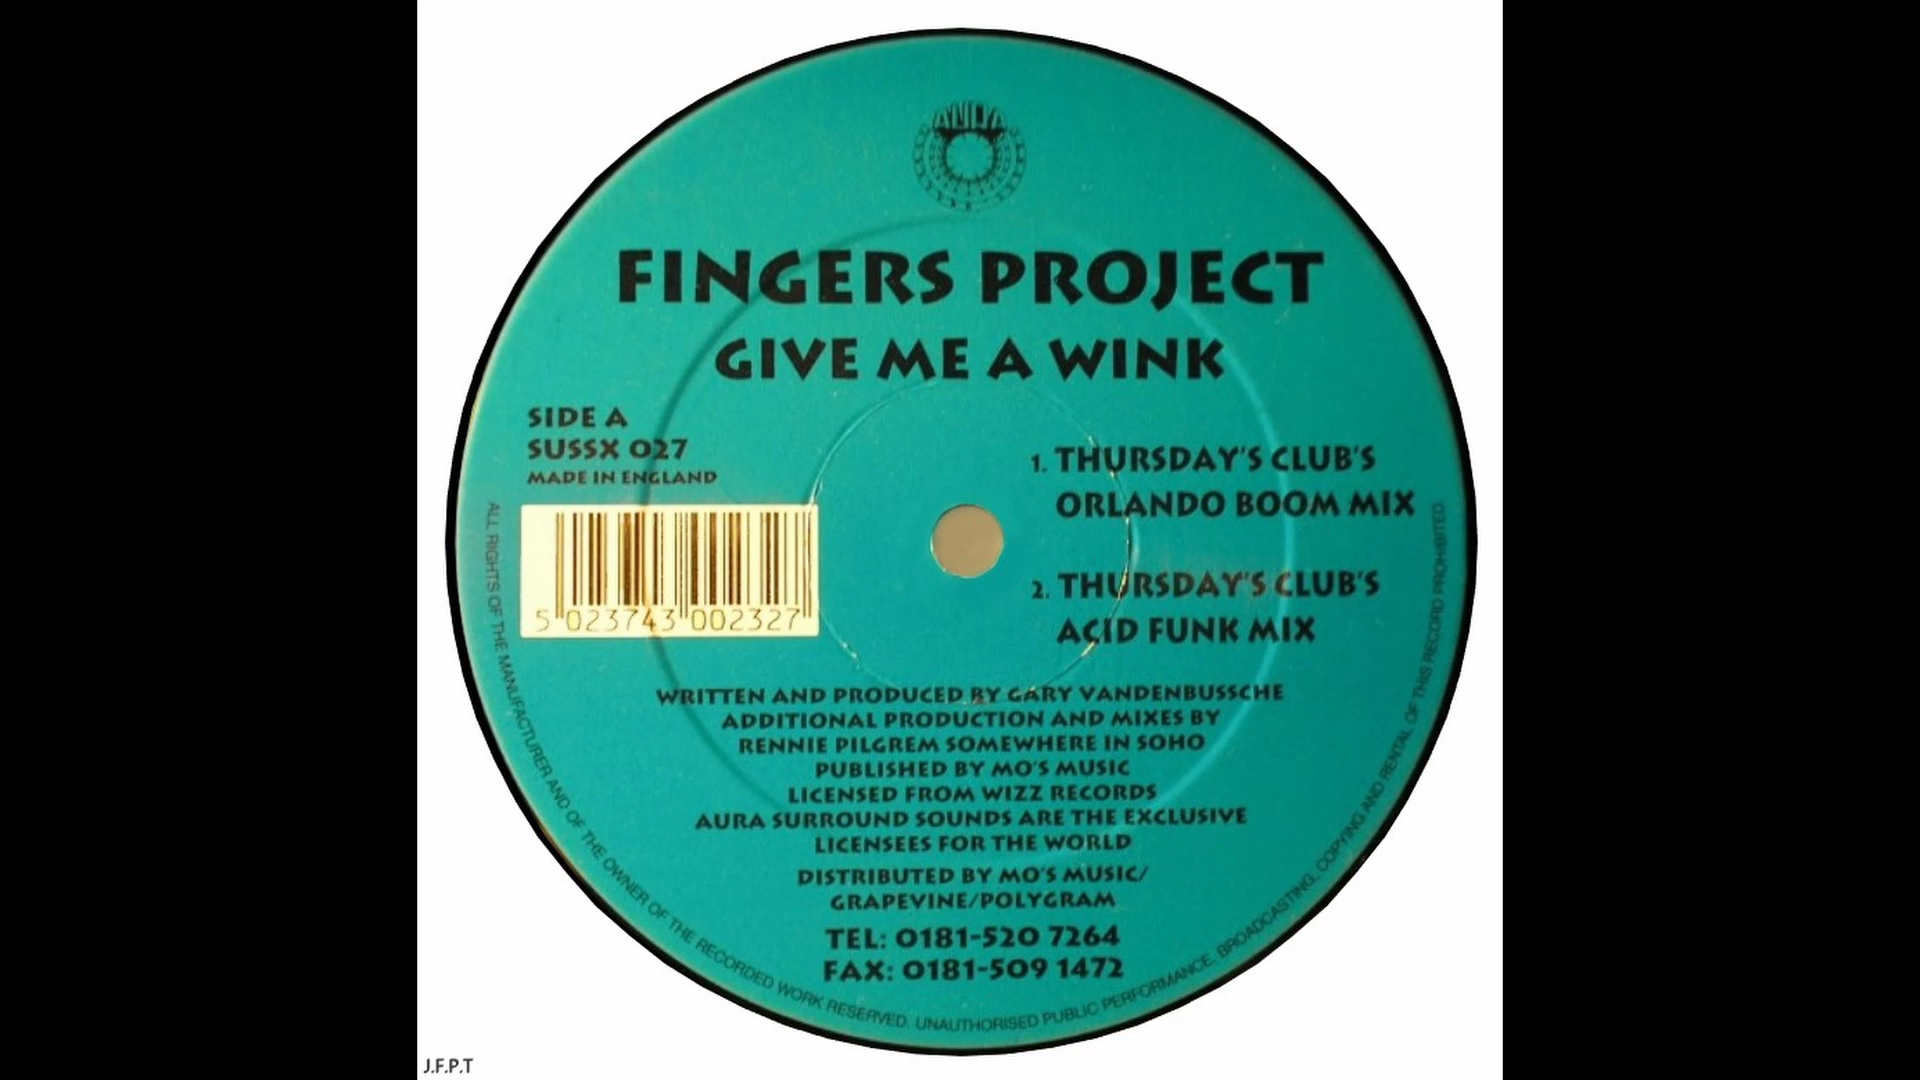 AURA
FINGERS PROJECT
GIVE ME A WINK
SIDE A
SUSSX 027
MADE IN ENGLAND
5 023743 002327
1. THURSDAY'S CLUB'S
ORLANDO BOOM MIX
2. THURSDAY'S CLUB'S
ACID FUNK MIX
WRITTEN AND PRODUCED BY GARY VANDENBUSSCHE
ADDITIONAL PRODUCTION AND MIXES BY
RENNIE PILGREM SOMEWHERE IN SOHO
PUBLISHED BY MO'S MUSIC
LICENSED FROM WIZZ RECORDS
AURA SURROUND SOUNDS ARE THE EXCLUSIVE
LICENSEES FOR THE WORLD
DISTRIBUTED BY MO'S MUSIC/
GRAPEVINE/POLYGRAM
TEL: 0181-520 7264
FAX: 0181-509 1472
ALL RIGHTS OF THE MANUFACTURER AND OF THE OWNER OF THE RECORDED WORK RESERVED. UNAUTHORISED PUBLIC PERFORMANCE, BROADCASTING, COPYING AND RENTAL OF THIS RECORD PROHIBITED.
J.F.P.T